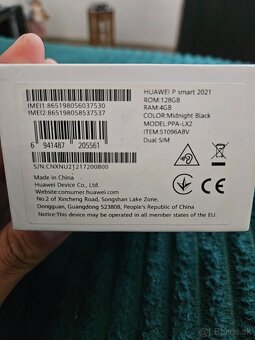 HUAWEI P smart 2021
ROM:128GB
RAM:4GB
COLOR:Midnight Black
MODEL:PPA-LX2
ITEM:51096ABV
Dual SIM
IMEI1:865198056037530
IMEI2:865198058537537
6 941487 205561
S/N:CNXNU21217200800
Made in China
Huawei Device Co., Ltd.
Website:consumer.huawei.com
No.2 of Xincheng Road, Songshan Lake Zone,
Dongguan, Guangdong 523808, People's Republic of China
Notice:This device may be operated in all member states of the EU.